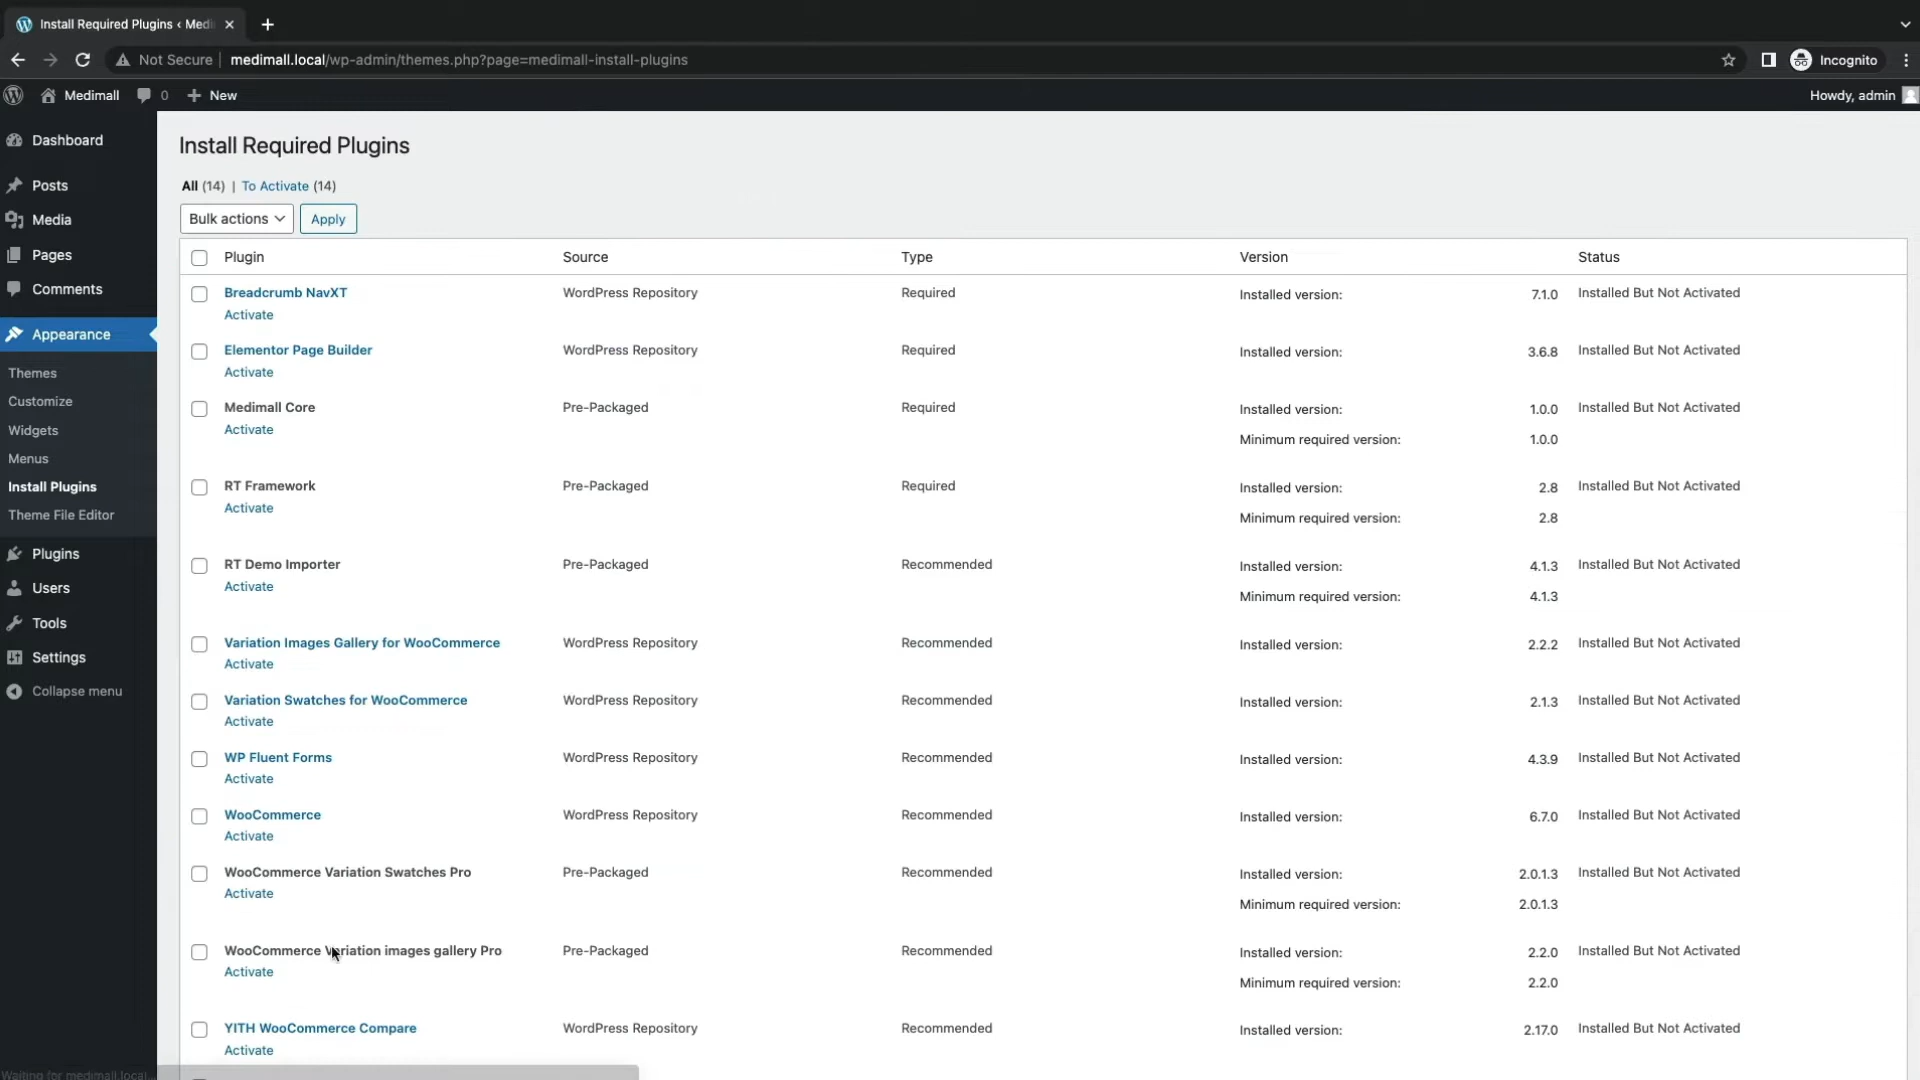 Install Required Plugins ‹ Medi
Not Secure
medimall.local/wp-admin/themes.php?page=medimall-install-plugins
Incognito
Medimall
0
New
Howdy, admin
Dashboard
Posts
Media
Pages
Comments
Appearance
Themes
Customize
Widgets
Menus
Install Plugins
Theme File Editor
Plugins
Users
Tools
Settings
Collapse menu
Install Required Plugins
All (14) | To Activate (14)
Bulk actions Apply
Plugin Source Type Version Status
Breadcrumb NavXT WordPress Repository Required Installed version: 7.1.0 Installed But Not Activated
Activate
Elementor Page Builder WordPress Repository Required Installed version: 3.6.8 Installed But Not Activated
Activate
Medimall Core Pre-Packaged Required Installed version: 1.0.0 Installed But Not Activated
Activate Minimum required version: 1.0.0
RT Framework Pre-Packaged Required Installed version: 2.8 Installed But Not Activated
Activate Minimum required version: 2.8
RT Demo Importer Pre-Packaged Recommended Installed version: 4.1.3 Installed But Not Activated
Activate Minimum required version: 4.1.3
Variation Images Gallery for WooCommerce WordPress Repository Recommended Installed version: 2.2.2 Installed But Not Activated
Activate
Variation Swatches for WooCommerce WordPress Repository Recommended Installed version: 2.1.3 Installed But Not Activated
Activate
WP Fluent Forms WordPress Repository Recommended Installed version: 4.3.9 Installed But Not Activated
Activate
WooCommerce WordPress Repository Recommended Installed version: 6.7.0 Installed But Not Activated
Activate
WooCommerce Variation Swatches Pro Pre-Packaged Recommended Installed version: 2.0.1.3 Installed But Not Activated
Activate Minimum required version: 2.0.1.3
WooCommerce Variation images gallery Pro Pre-Packaged Recommended Installed version: 2.2.0 Installed But Not Activated
Activate Minimum required version: 2.2.0
YITH WooCommerce Compare WordPress Repository Recommended Installed version: 2.17.0 Installed But Not Activated
Activate
Waiting for medimall.local...